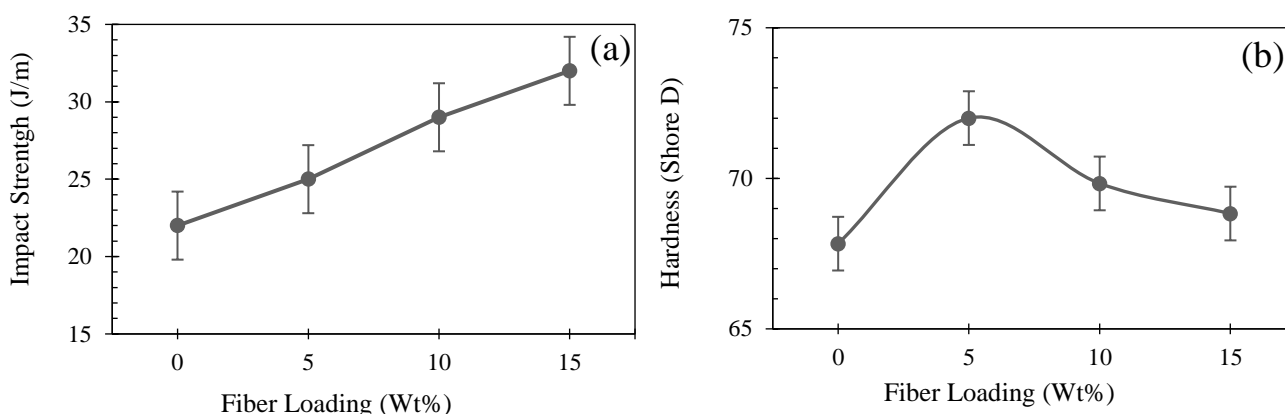 (a)
Impact Strentgh (J/m)
35
30
25
20
15
0 5 10 15
Fiber Loading (Wt%)
(b)
Hardness (Shore D)
75
70
65
0 5 10 15
Fiber Loading (Wt%)